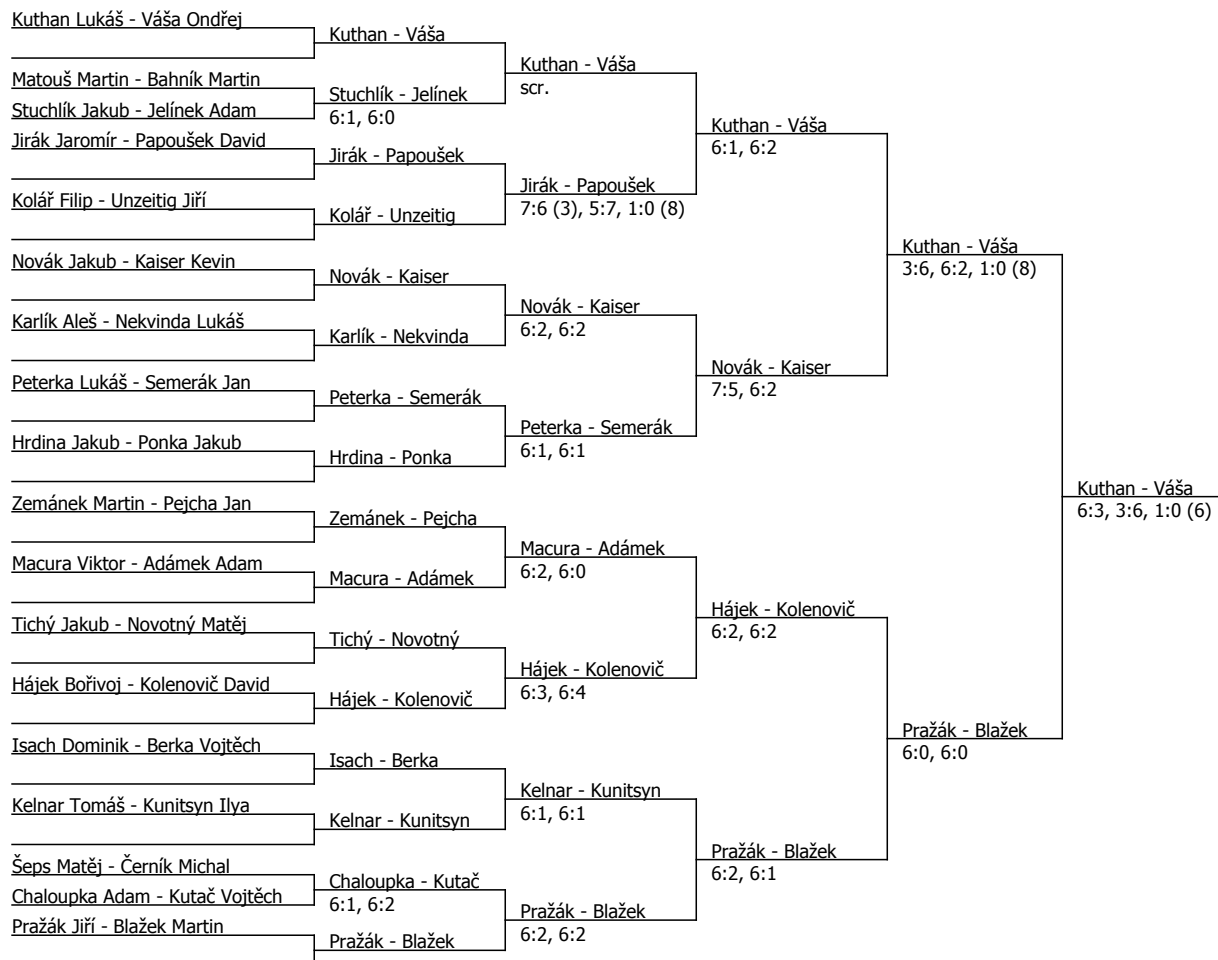 Kuthan Lukáš - Váša Ondřej
Matouš Martin - Bahník Martin
Stuchlík Jakub - Jelínek Adam
Jirák Jaromír - Papoušek David
Kolář Filip - Unzeitig Jiří
Novák Jakub - Kaiser Kevin
Karlík Aleš - Nekvinda Lukáš
Peterka Lukáš - Semerák Jan
Hrdina Jakub - Ponka Jakub
Zemánek Martin - Pejcha Jan
Macura Viktor - Adámek Adam
Tichý Jakub - Novotný Matěj
Hájek Bořivoj - Kolenovič David
Isach Dominik - Berka Vojtěch
Kelnar Tomáš - Kunitsyn Ilya
Šeps Matěj - Černík Michal
Chaloupka Adam - Kutač Vojtěch
Pražák Jiří - Blažek Martin
Kuthan - Váša
Stuchlík - Jelínek
6:1, 6:0
Jirák - Papoušek
Kolář - Unzeitig
Novák - Kaiser
Karlík - Nekvinda
Peterka - Semerák
Hrdina - Ponka
Zemánek - Pejcha
Macura - Adámek
Tichý - Novotný
Hájek - Kolenovič
Isach - Berka
Kelnar - Kunitsyn
Chaloupka - Kutač
6:1, 6:2
Pražák - Blažek
Kuthan - Váša
scr.
Jirák - Papoušek
7:6 (3), 5:7, 1:0 (8)
Novák - Kaiser
6:2, 6:2
Peterka - Semerák
6:1, 6:1
Macura - Adámek
6:2, 6:0
Hájek - Kolenovič
6:3, 6:4
Kelnar - Kunitsyn
6:1, 6:1
Pražák - Blažek
6:2, 6:2
Kuthan - Váša
6:1, 6:2
Novák - Kaiser
7:5, 6:2
Hájek - Kolenovič
6:2, 6:2
Pražák - Blažek
6:2, 6:1
Kuthan - Váša
3:6, 6:2, 1:0 (8)
Pražák - Blažek
6:0, 6:0
Kuthan - Váša
6:3, 3:6, 1:0 (6)